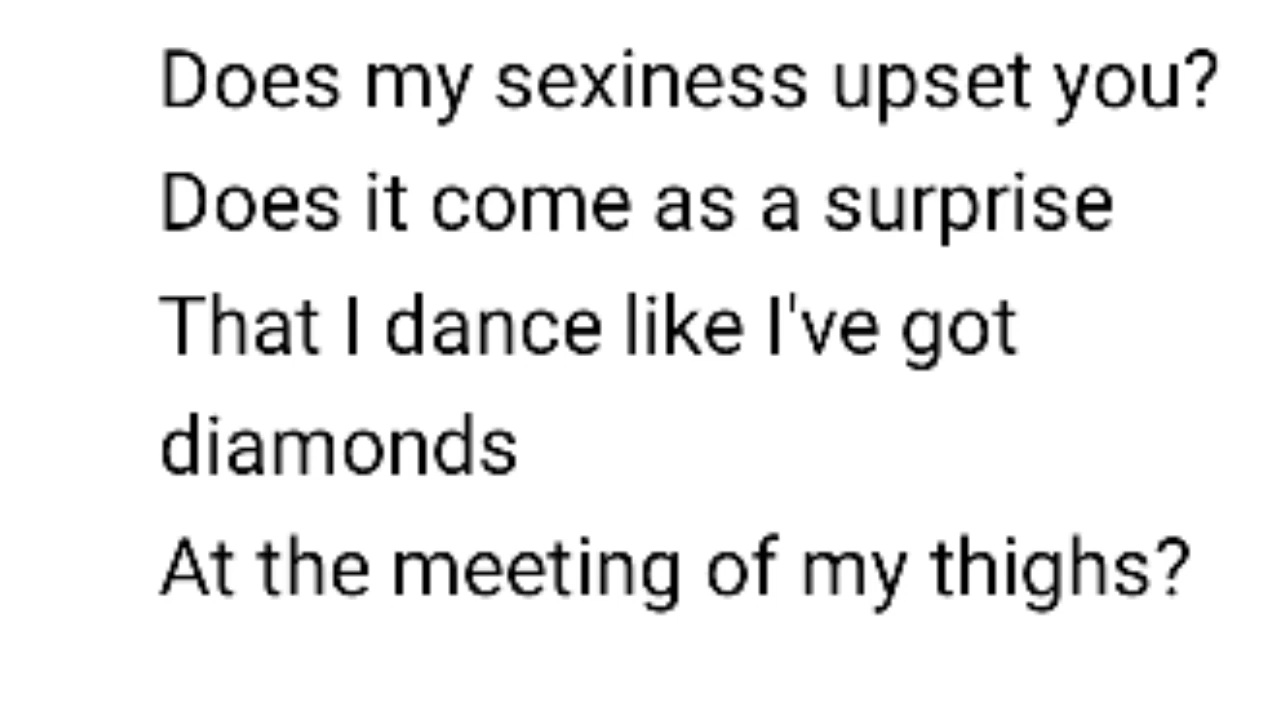 Does my sexiness upset you?
Does it come as a surprise
That I dance like I've got
diamonds
At the meeting of my thighs?